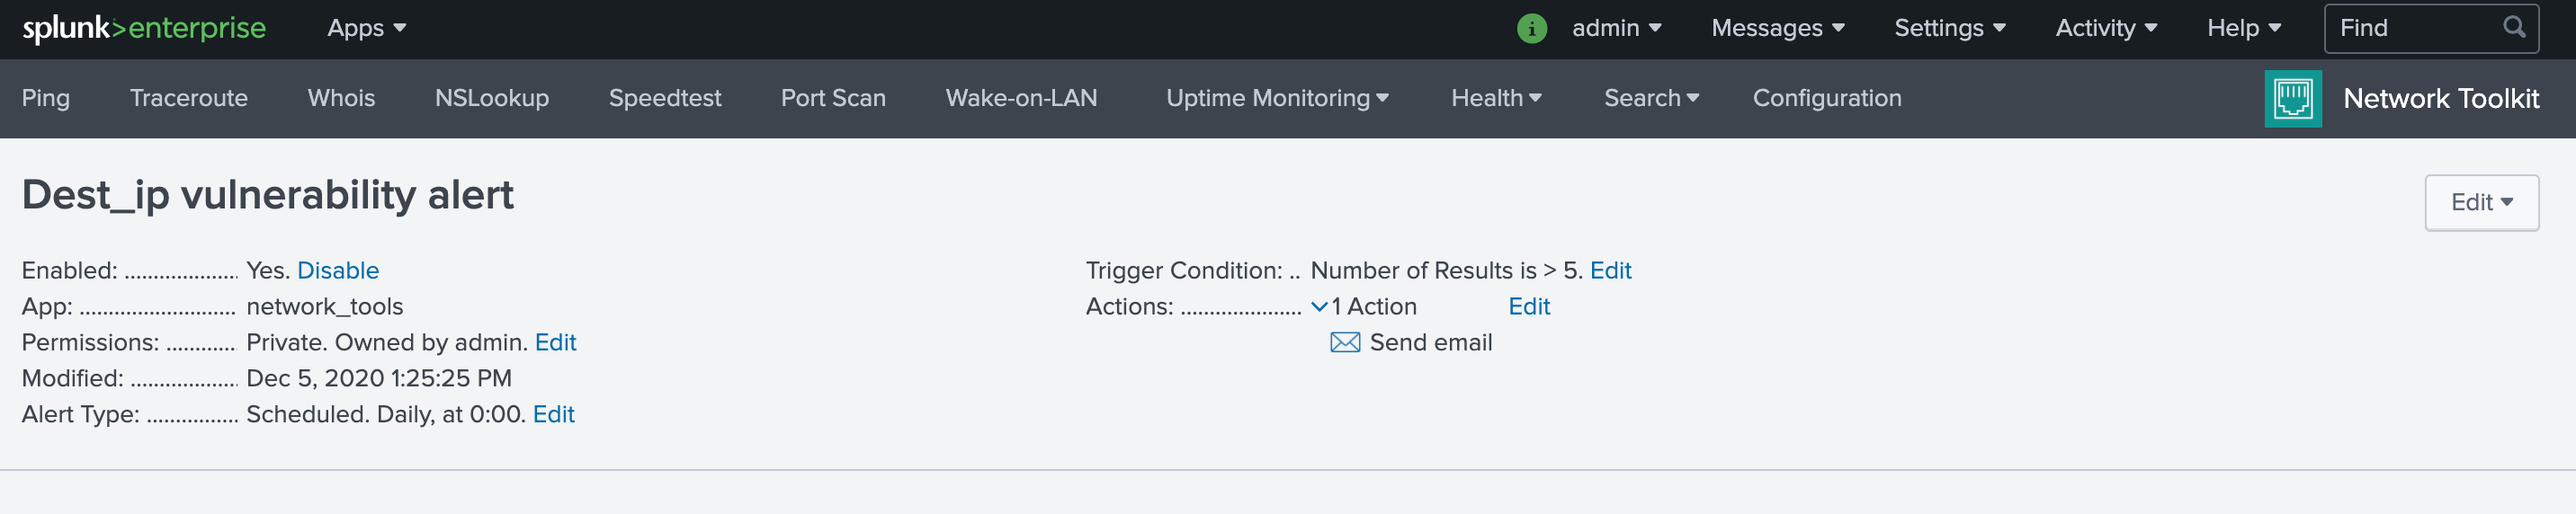 splunk>enterprise Apps i admin Messages Settings Activity Help Find
Ping Traceroute Whois NSLookup Speedtest Port Scan Wake-on-LAN Uptime Monitoring Health Search Configuration Network Toolkit
Dest_ip vulnerability alert
Edit
Enabled: .................... Yes. Disable
App: ........................... network_tools
Permissions: ............ Private. Owned by admin. Edit
Modified: ................... Dec 5, 2020 1:25:25 PM
Alert Type: ................ Scheduled. Daily, at 0:00. Edit
Trigger Condition: .. Number of Results is > 5. Edit
Actions: ..................... 1 Action Edit
Send email